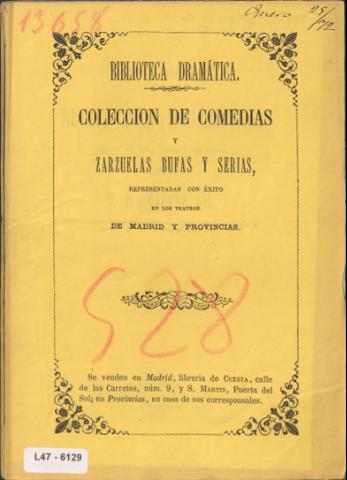 13658
Enero 25/72
BIBLIOTECA DRAMÁTICA.
COLECCION DE COMEDIAS
Y
ZARZUELAS BUFAS Y SERIAS,
REPRESENTADAS CON ÉXITO
EN LOS TEATROS
DE MADRID Y PROVINCIAS.
528
Se venden en Madrid, librería de CUESTA, calle
de las Carretas, núm. 9, y S. MARTIN, Puerta del
Sol; en Provincias, en casa de sus corresponsales.
L47 - 6129